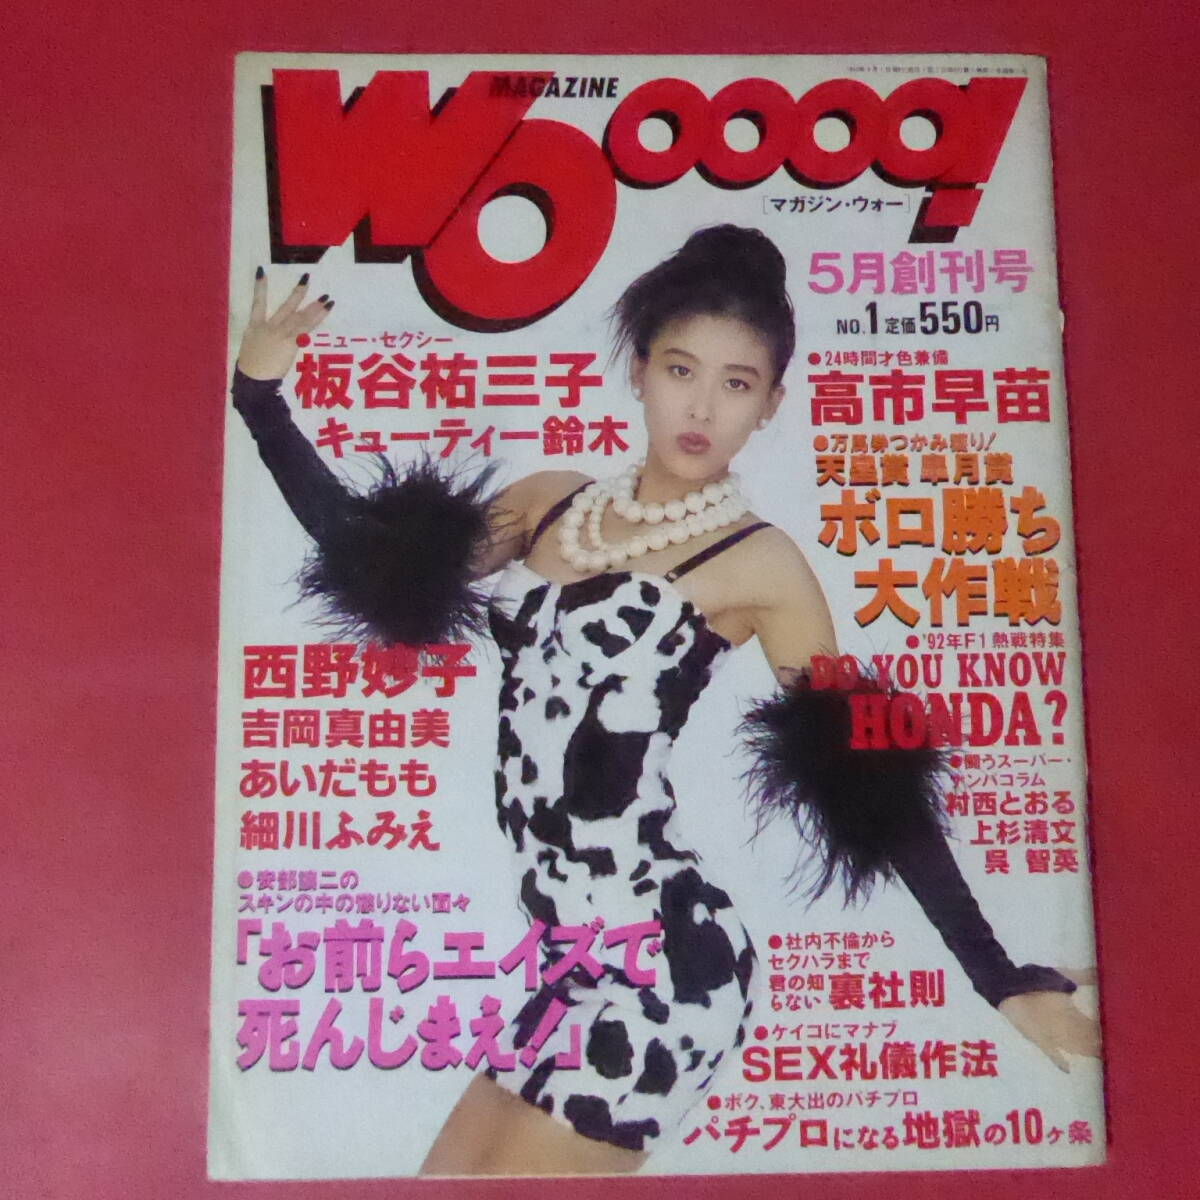 MAGAZINE
Wooooo!
[マガジン・ウォー]
5月創刊号
NO.1 定価550円
●ニュー・セクシー
板谷祐三子
キューティー鈴木
●24時間才色兼備
高市早苗
●万馬券つかみ獲り!
天皇賞 皐月賞
ボロ勝ち
大作戦
●'92年F1熱戦特集
DO YOU KNOW
HONDA?
●闘うスーパー・
ナンパコラム
村西とおる
上杉清文
呉 智英
西野妙子
吉岡真由美
あいだもも
細川ふみえ
●安部譲二の
スキンの中の懲りない面々
「お前らエイズで
死んじまえ!」
●社内不倫から
セクハラまで
君の知
らない 裏社則
●ケイコにマナブ
SEX礼儀作法
●ボク、東大出のパチプロ
パチプロになる地獄の10ヶ条